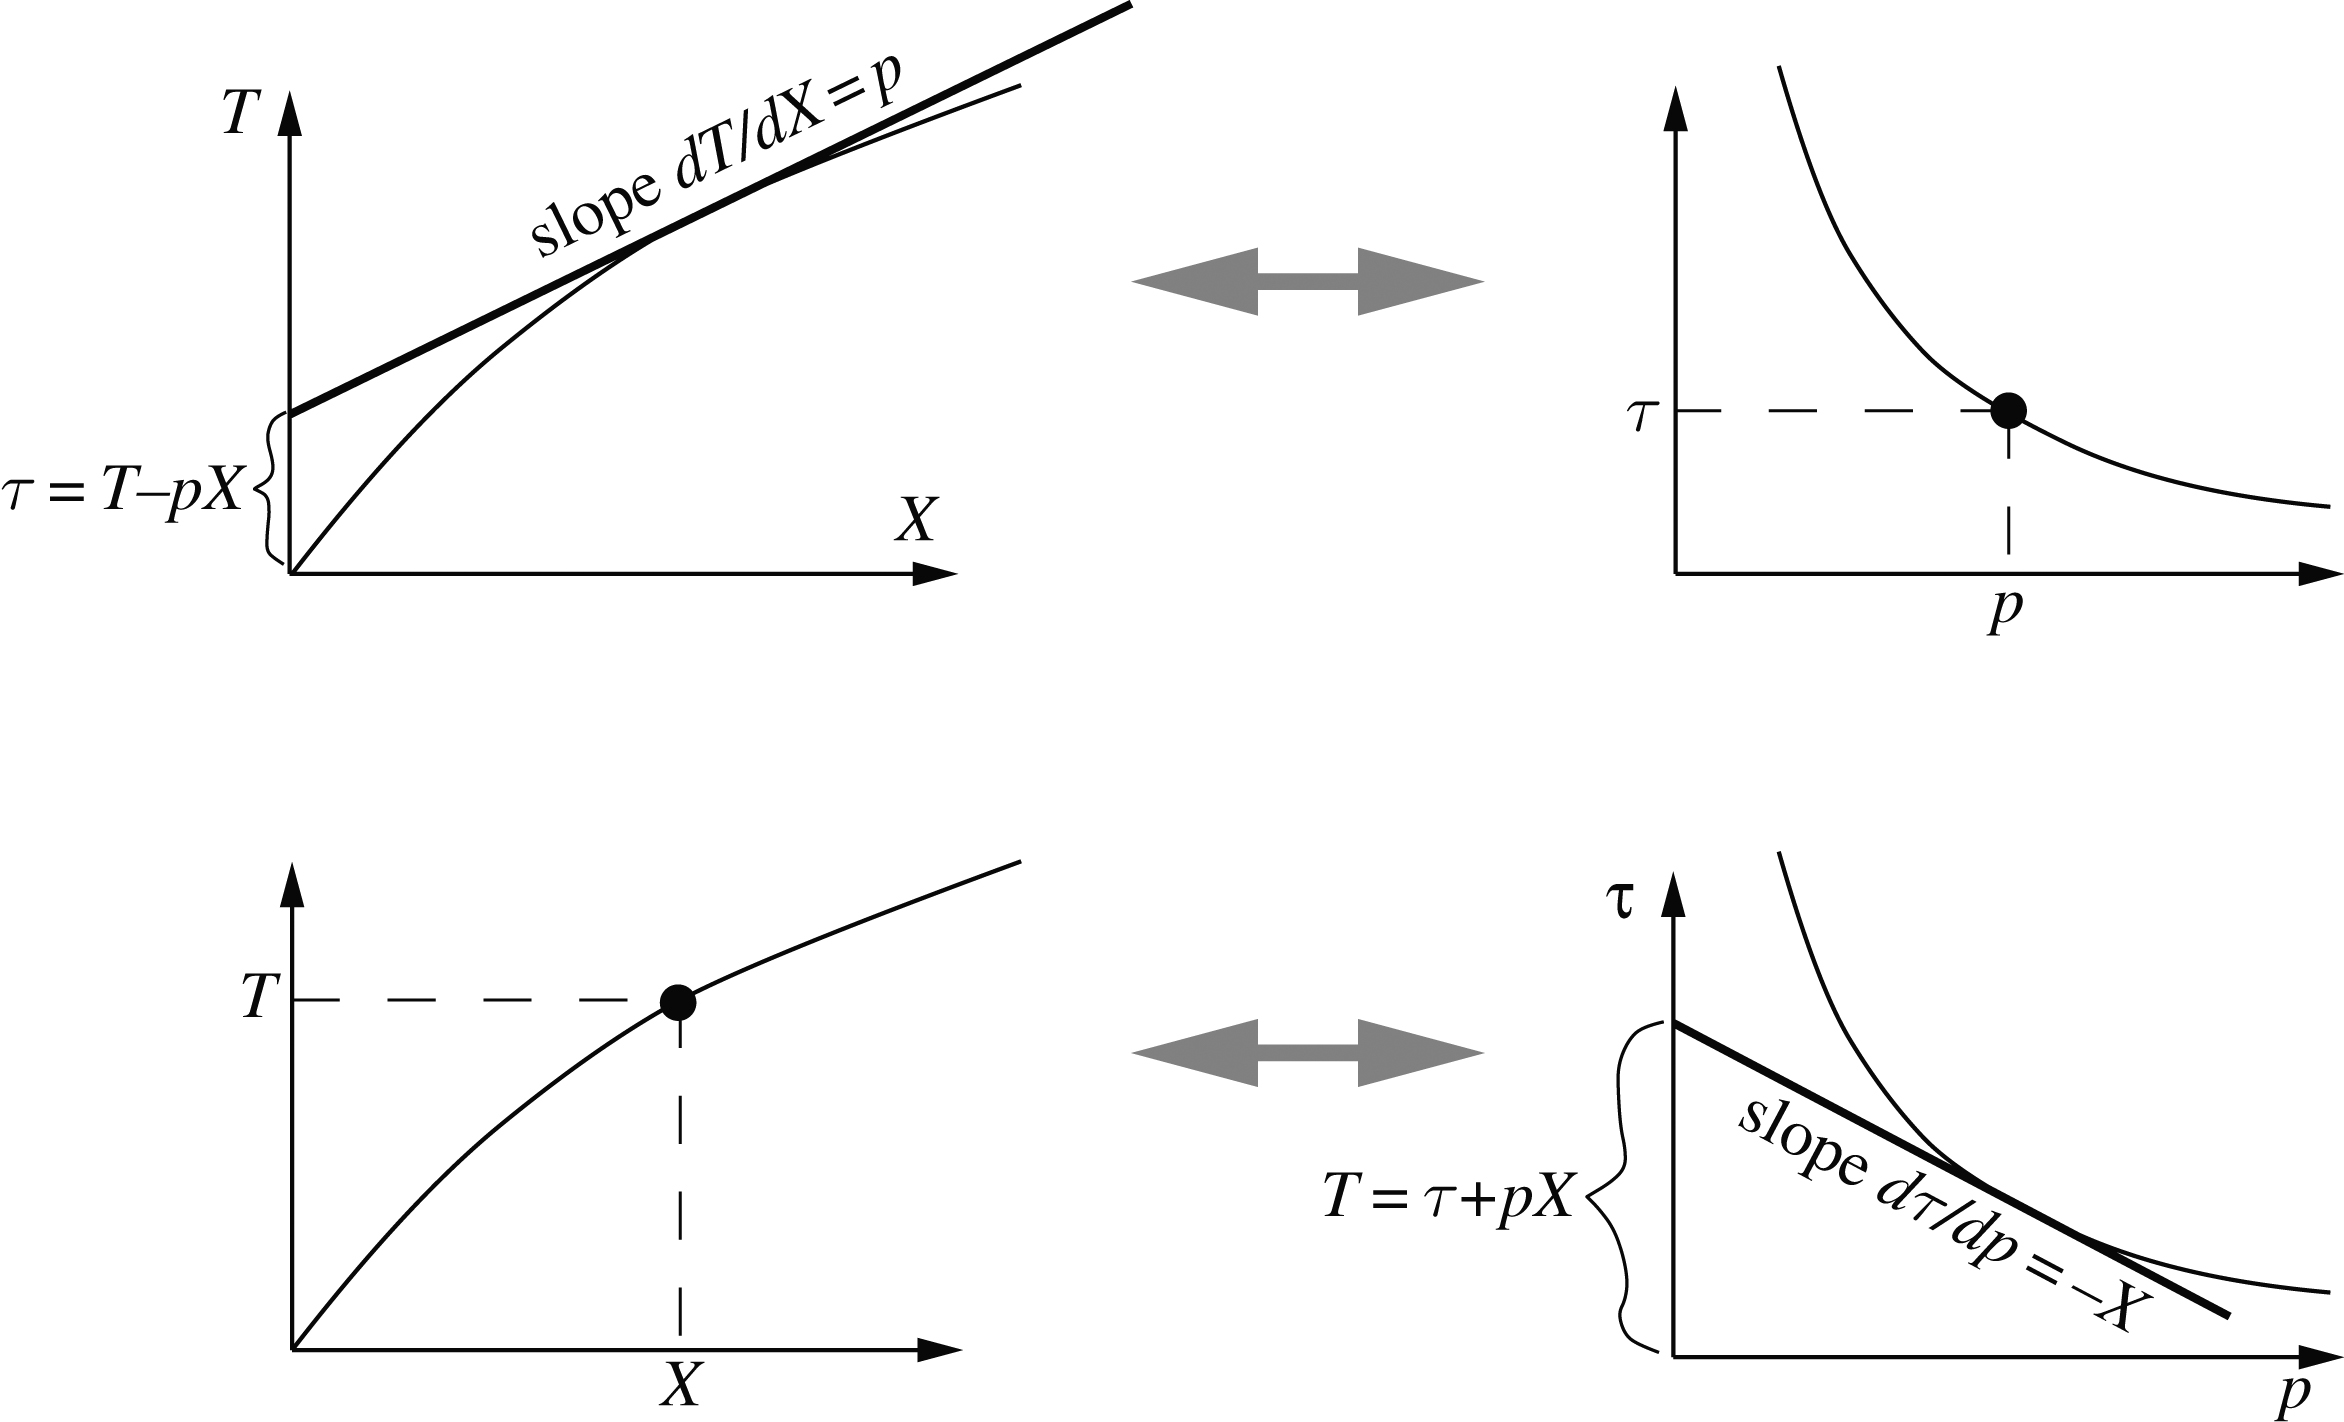 T
slope dT/dX = p
τ = T–pX
X
τ
p
T
X
τ
slope dτ/dp = –X
T = τ+pX
p